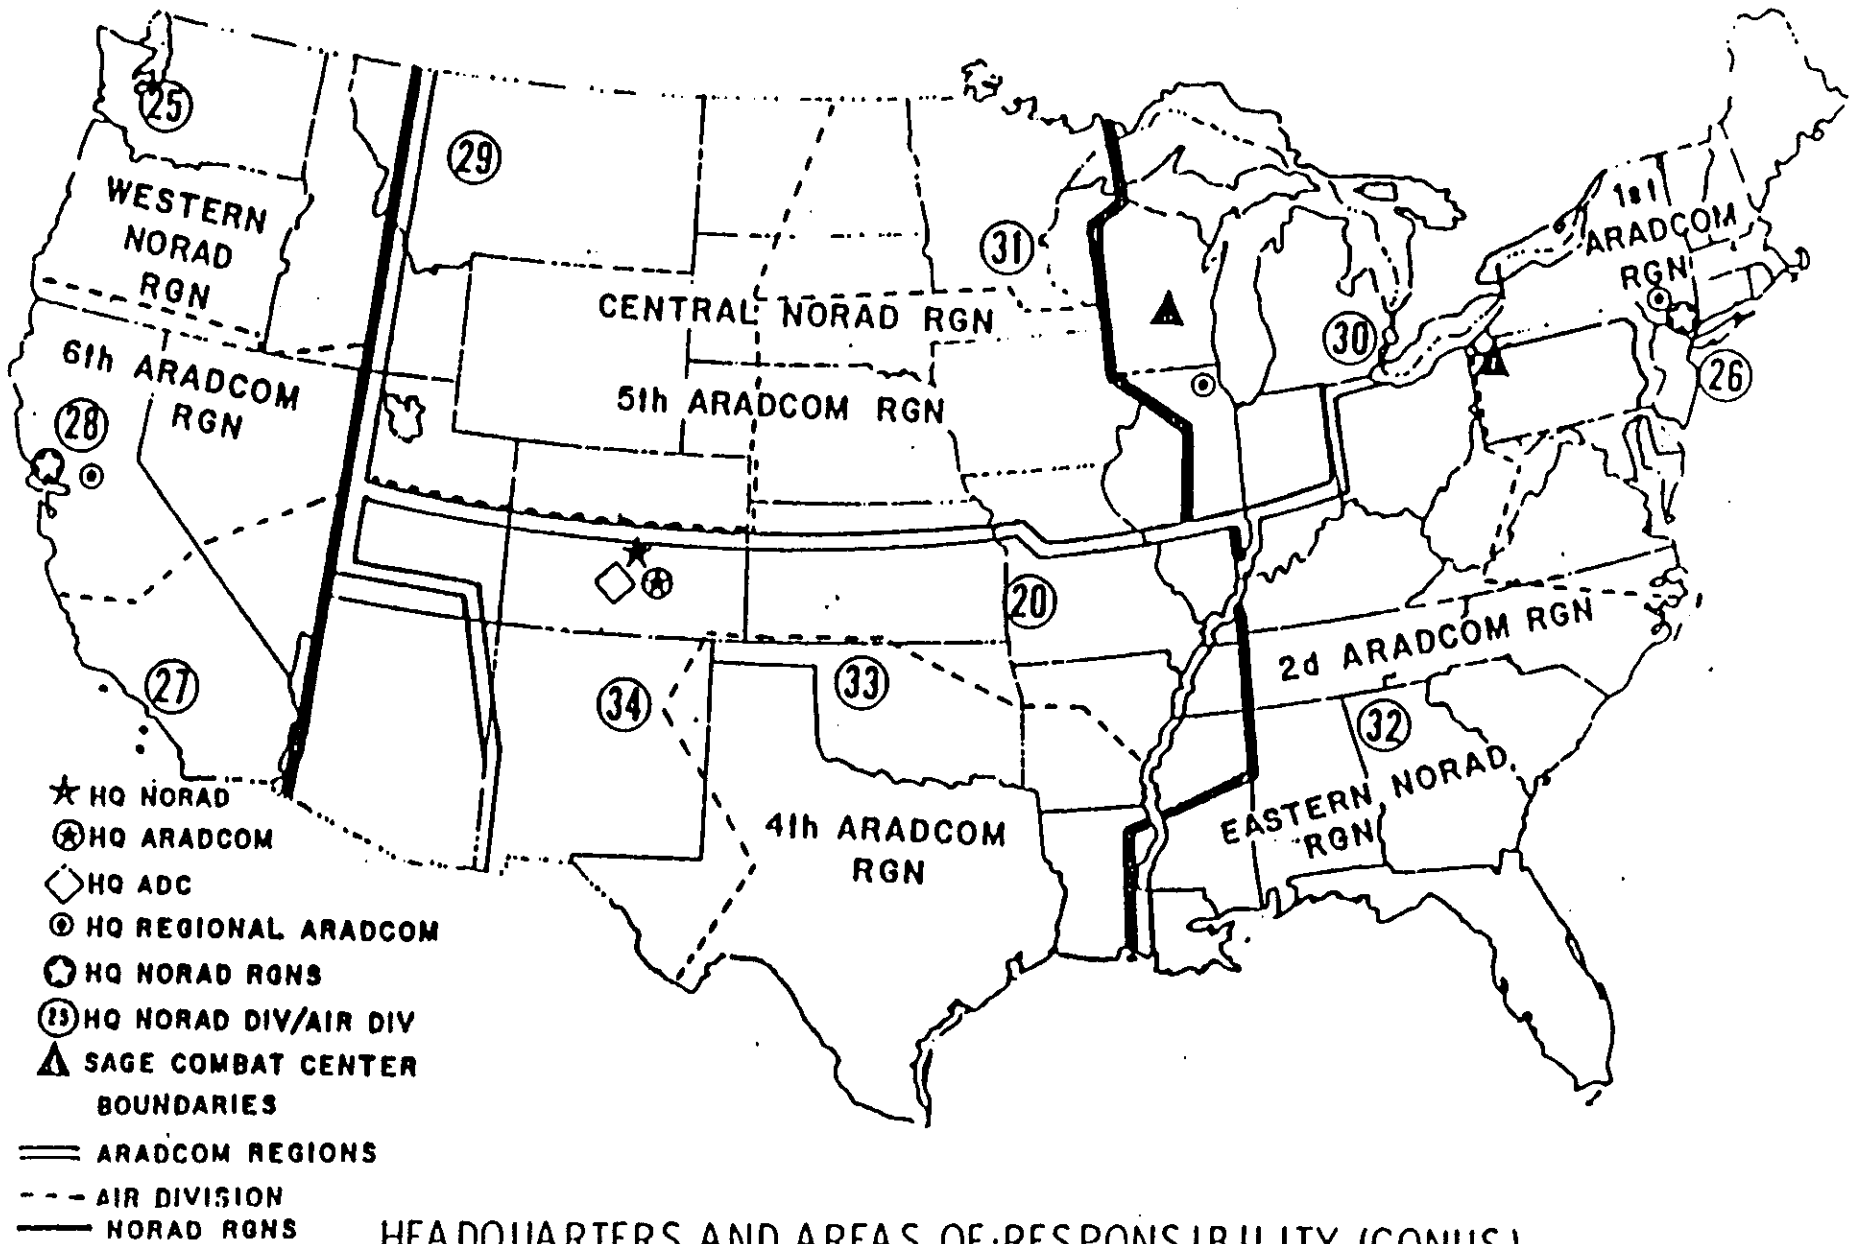 25
29
WESTERN
NORAD
RGN
31
1st
ARADCOM
RGN
CENTRAL NORAD RGN
30
26
6th ARADCOM
RGN
5th ARADCOM RGN
28
20
2d ARADCOM RGN
27
34
33
32
EASTERN NORAD
RGN
4th ARADCOM
RGN
HQ NORAD
HQ ARADCOM
HQ ADC
HQ REGIONAL ARADCOM
HQ NORAD RGNS
25 HQ NORAD DIV/AIR DIV
SAGE COMBAT CENTER
BOUNDARIES
ARADCOM REGIONS
AIR DIVISION
NORAD RGNS
HEADQUARTERS AND AREAS OF RESPONSIBILITY (CONUS)